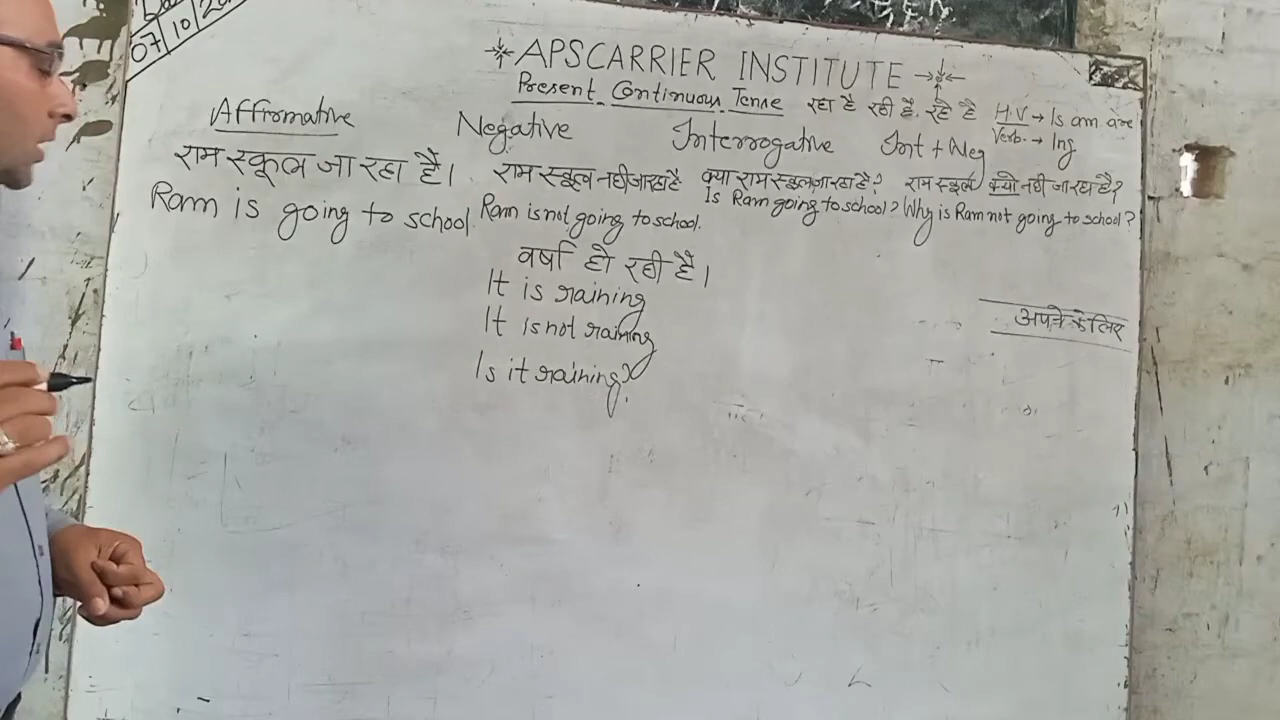 07/10/20
APSCARRIER INSTITUTE
Present Continuous Tense रहा है रही है. रहे है H.V → Is am are
Verb. → Ing
Affirmative Negative Interrogative Int + Neg
राम स्कूल जा रहा है। राम स्कूल नही जा रहा है क्या राम स्कूल जा रहा है? राम स्कूल क्यो नही जा रहा है?
Ram is going to school. Ram is not going to school. Is Ram going to school? Why is Ram not going to school?
वर्षा हो रही है।
It is raining
It is not raining
Is it raining?
अपने के लिए